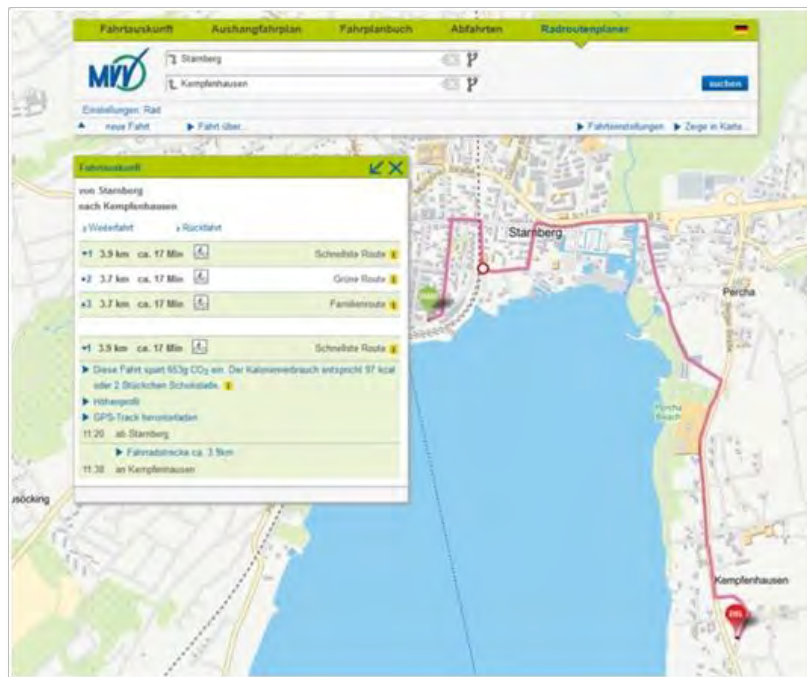 Fahrtauskunft Aushangfahrplan Fahrplanbuch Abfahrten Radroutenplaner
MVV
Starnberg
Kempfenhausen
suchen
Einstellungen: Rad
neue Fahrt Fahrt über... Fahrteinstellungen Zeige in Karte...
Fahrtauskunft
von Starnberg
nach Kempfenhausen
Weiterfahrt Rückfahrt
1 3.9 km ca. 17 Min Schnellste Route
2 3.7 km ca. 17 Min Grüne Route
3 3.7 km ca. 17 Min Familienroute
1 3.9 km ca. 17 Min Schnellste Route
Diese Fahrt spart 653g CO2 ein. Der Kalorienverbrauch entspricht 97 kcal
oder 2 Stückchen Schokolade.
Höhenprofil
GPS-Track herunterladen
11:20 ab Starnberg
Fahrradstrecke ca. 3.9km
11:38 an Kempfenhausen
Starnberg
Percha
Percha
Beach
Kempfenhausen
usöcking